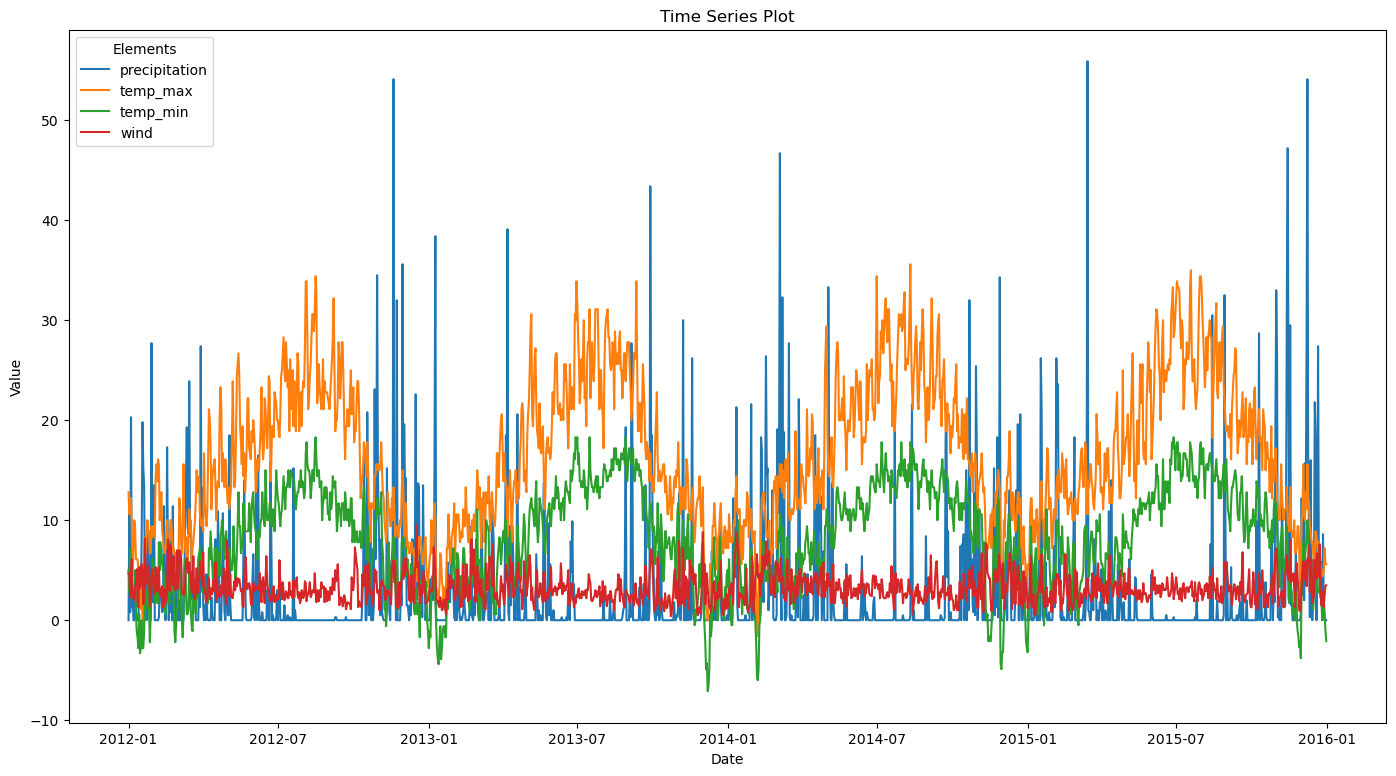 Time Series Plot
Elements
precipitation
temp_max
temp_min
wind
50
40
30
20
10
0
−10
Value
2012-01 2012-07 2013-01 2013-07 2014-01 2014-07 2015-01 2015-07 2016-01
Date